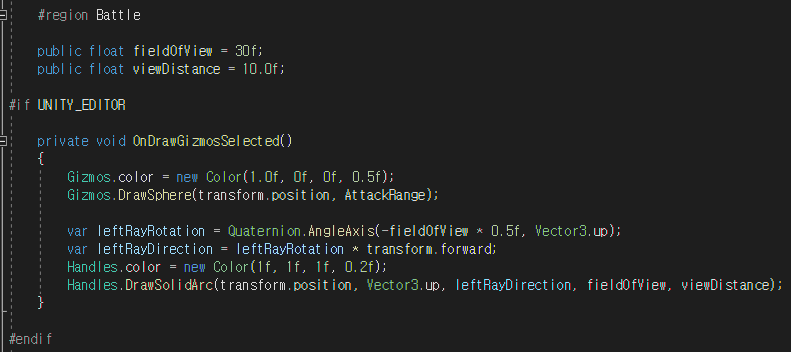 #region Battle
public float fieldOfView = 30f;
public float viewDistance = 10.0f;
#if UNITY_EDITOR
private void OnDrawGizmosSelected()
{
Gizmos.color = new Color(1.0f, 0f, 0f, 0.5f);
Gizmos.DrawSphere(transform.position, AttackRange);
var leftRayRotation = Quaternion.AngleAxis(-fieldOfView * 0.5f, Vector3.up);
var leftRayDirection = leftRayRotation * transform.forward;
Handles.color = new Color(1f, 1f, 1f, 0.2f);
Handles.DrawSolidArc(transform.position, Vector3.up, leftRayDirection, fieldOfView, viewDistance);
}
#endif